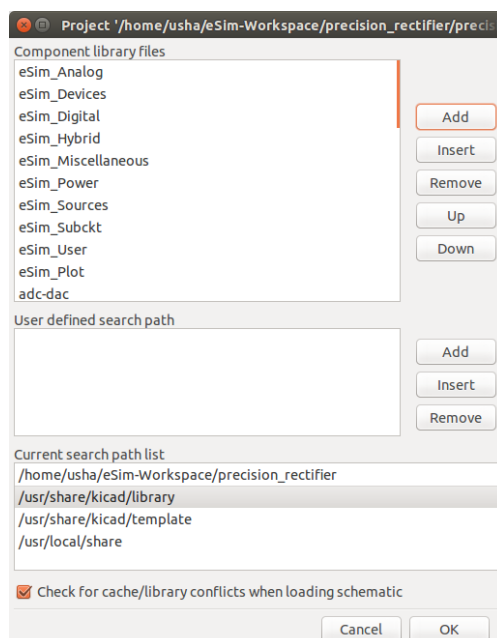 Project '/home/usha/eSim-Workspace/precision_rectifier/precis
Component library files
eSim_Analog
eSim_Devices
eSim_Digital
eSim_Hybrid
eSim_Miscellaneous
eSim_Power
eSim_Sources
eSim_Subckt
eSim_User
eSim_Plot
adc-dac
Add
Insert
Remove
Up
Down
User defined search path
Add
Insert
Remove
Current search path list
/home/usha/eSim-Workspace/precision_rectifier
/usr/share/kicad/library
/usr/share/kicad/template
/usr/local/share
Check for cache/library conflicts when loading schematic
Cancel
OK